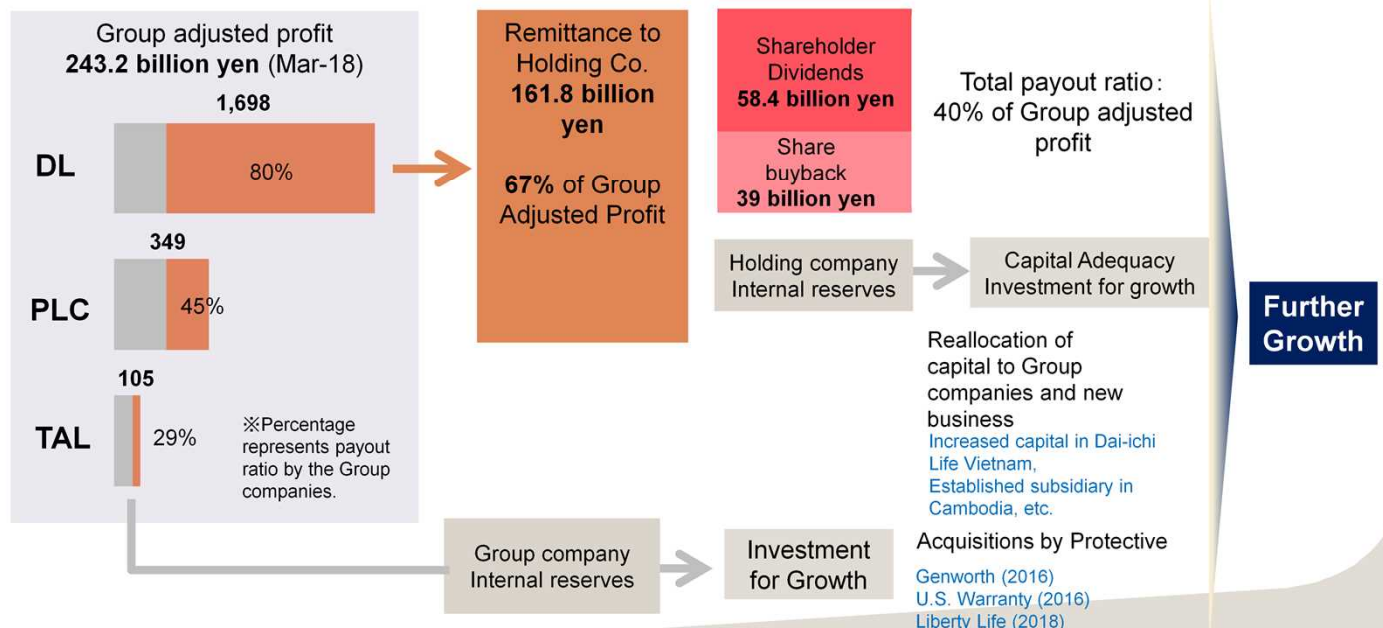 Group adjusted profit
243.2 billion yen (Mar-18)
1,698
DL
80%
349
PLC
45%
105
TAL
29%
※Percentage
represents payout
ratio by the Group
companies.
Remittance to
Holding Co.
161.8 billion
yen
67% of Group
Adjusted Profit
Shareholder
Dividends
58.4 billion yen
Share
buyback
39 billion yen
Total payout ratio：
40% of Group adjusted
profit
Holding company
Internal reserves
Capital Adequacy
Investment for growth
Reallocation of
capital to Group
companies and new
business
Increased capital in Dai-ichi
Life Vietnam,
Established subsidiary in
Cambodia, etc.
Further
Growth
Group company
Internal reserves
Investment
for Growth
Acquisitions by Protective
Genworth (2016)
U.S. Warranty (2016)
Liberty Life (2018)